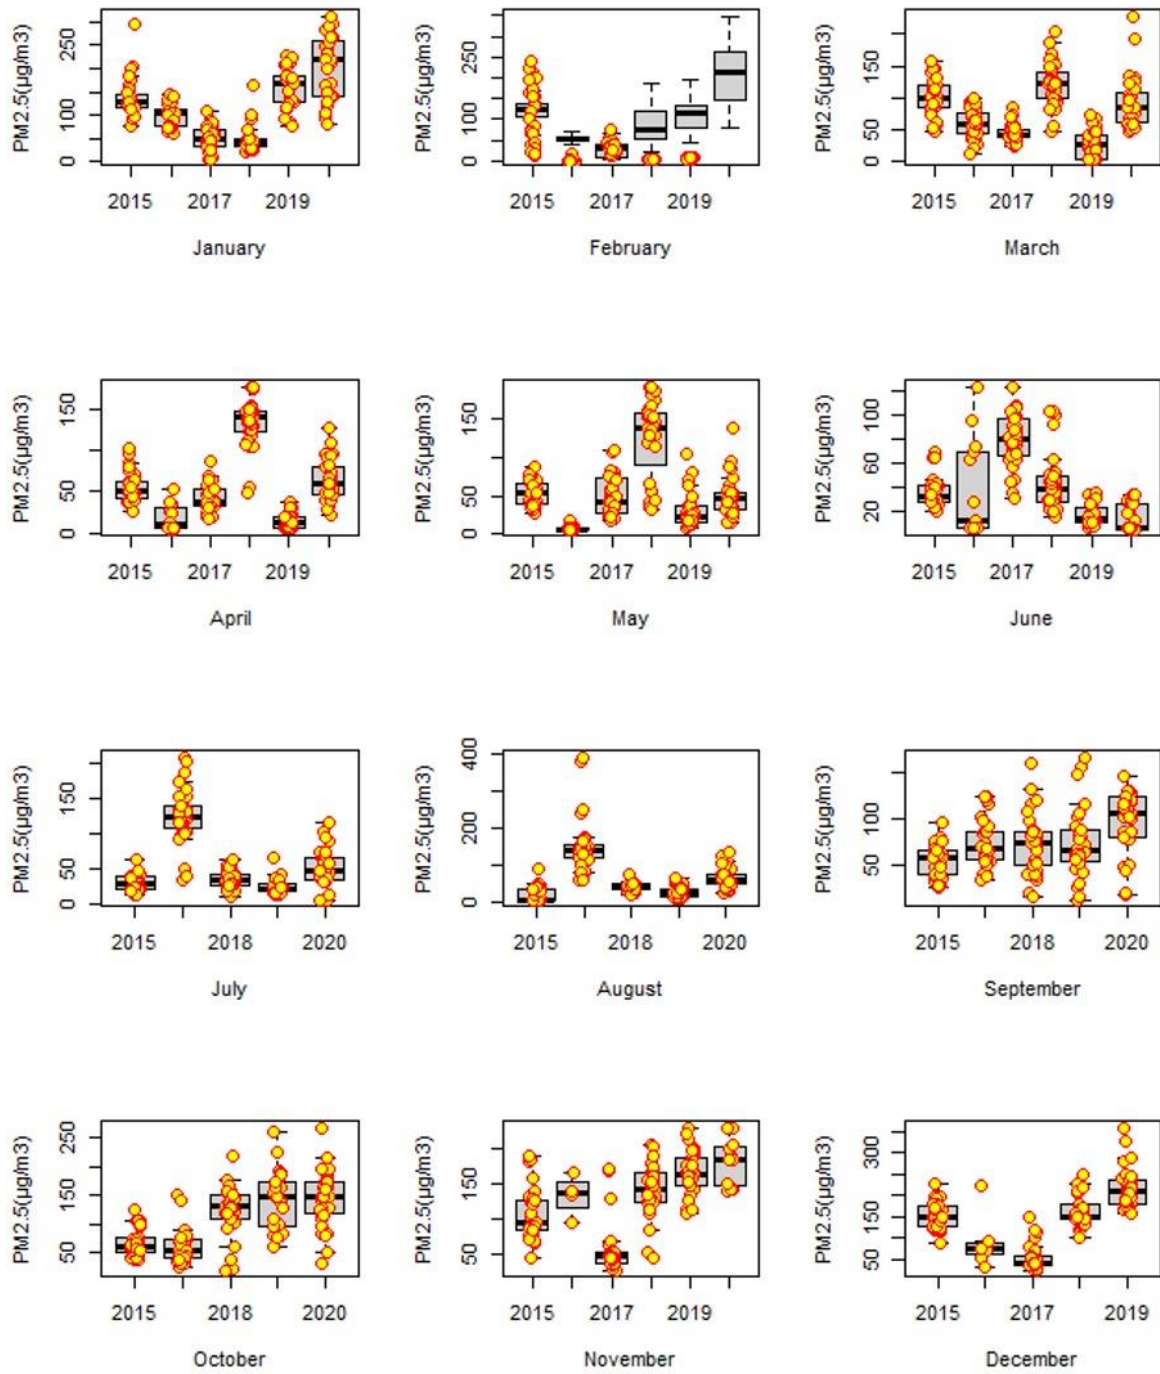 PM2.5(µg/m3)
0 100 250
2015 2017 2019
January
PM2.5(µg/m3)
0 100 250
2015 2017 2019
February
PM2.5(µg/m3)
0 50 150
2015 2017 2019
March
PM2.5(µg/m3)
0 50 150
2015 2017 2019
April
PM2.5(µg/m3)
0 50 150
2015 2017 2019
May
PM2.5(µg/m3)
20 60 100
2015 2017 2019
June
PM2.5(µg/m3)
0 50 150
2015 2018 2020
July
PM2.5(µg/m3)
0 200 400
2015 2018 2020
August
PM2.5(µg/m3)
50 100
2015 2018 2020
September
PM2.5(µg/m3)
50 150 250
2015 2018 2020
October
PM2.5(µg/m3)
50 150
2015 2017 2019
November
PM2.5(µg/m3)
50 150 300
2015 2017 2019
December